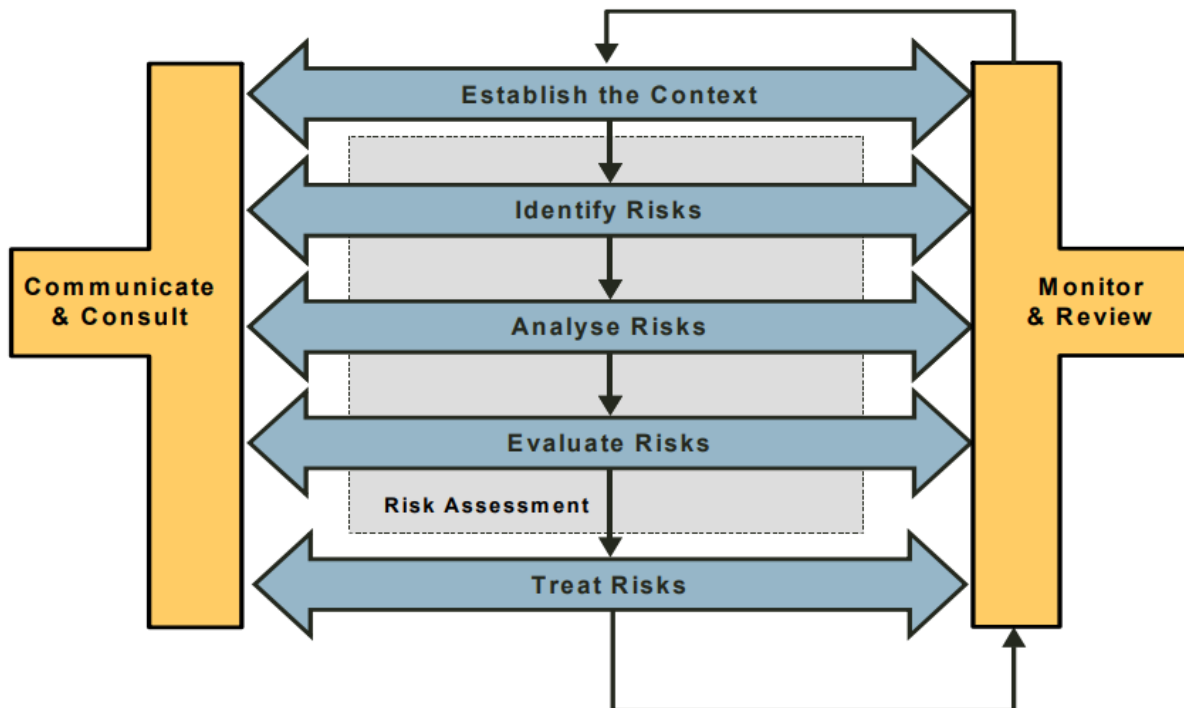 Establish the Context
Identify Risks
Communicate
& Consult
Monitor
& Review
Analyse Risks
Evaluate Risks
Risk Assessment
Treat Risks